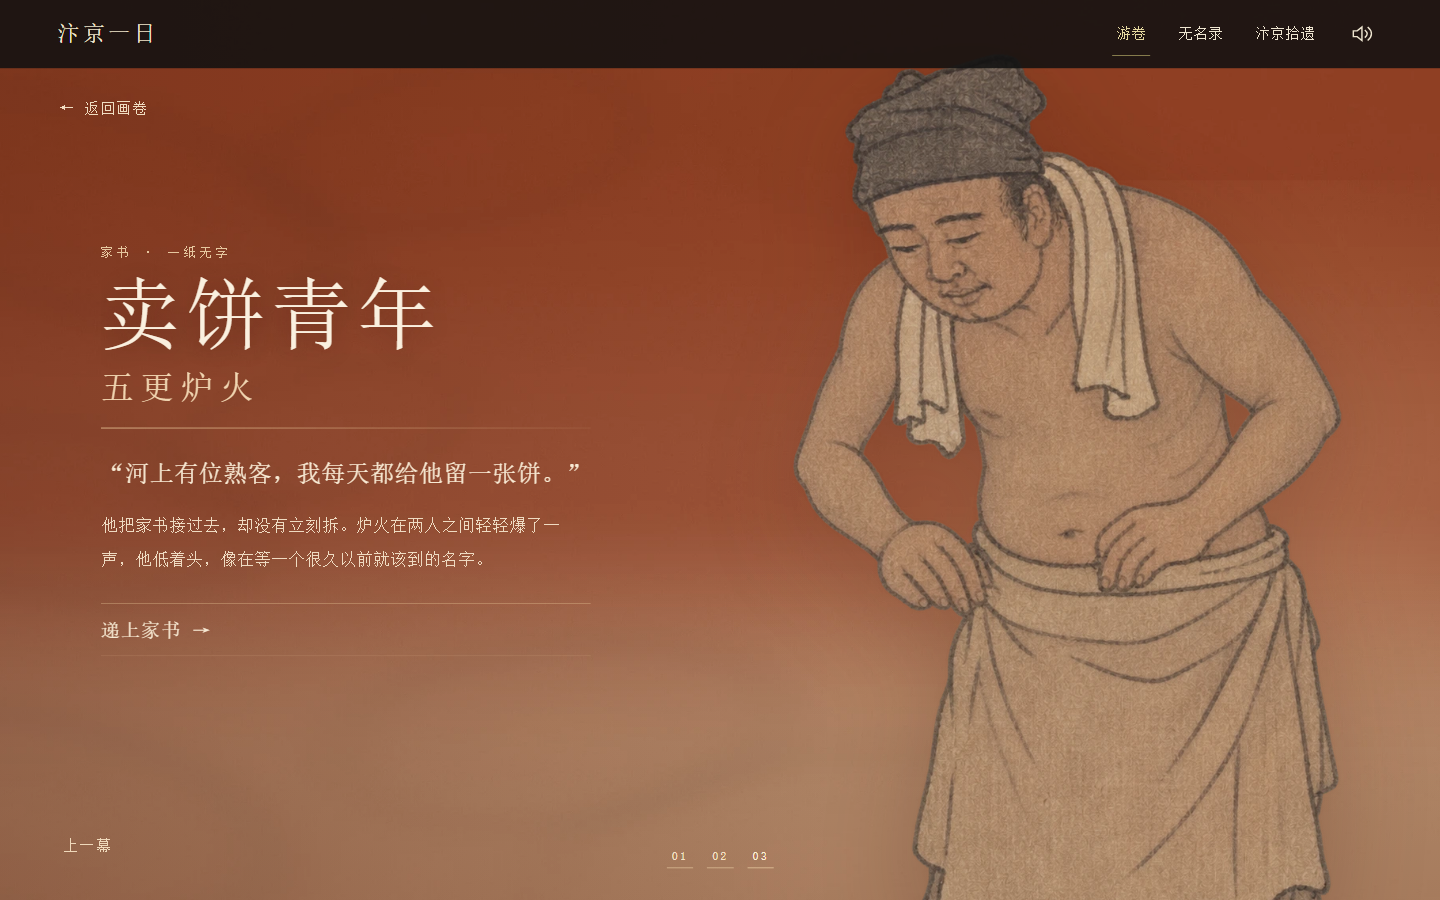 汴京一日
游卷
无名录
汴京拾遗
← 返回画卷
家书 · 一纸无字
卖饼青年
五更炉火
“河上有位熟客，我每天都给他留一张饼。”
他把家书接过去，却没有立刻拆。炉火在两人之间轻轻爆了一
声，他低着头，像在等一个很久以前就该到的名字。
递上家书 →
上一幕
01
02
03